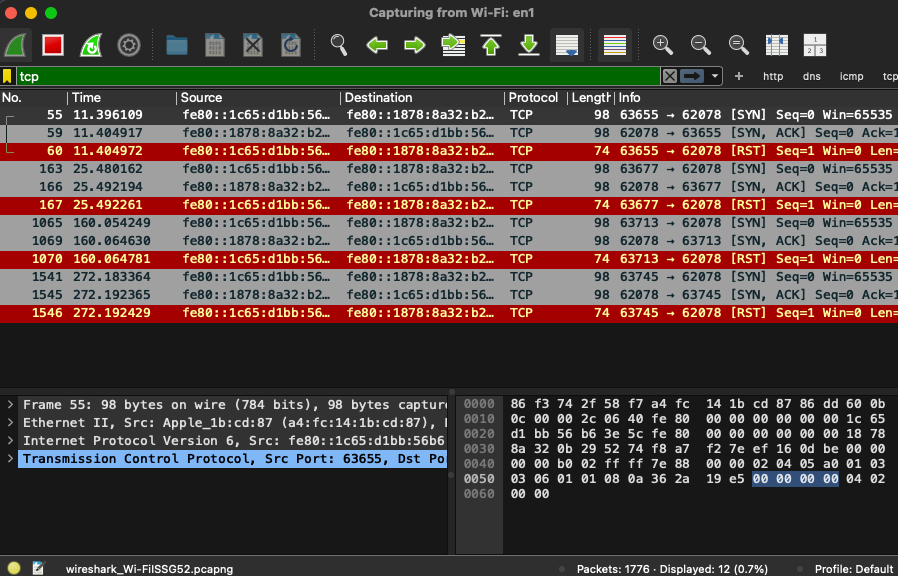 Capturing from Wi-Fi: en1
tcp
+ http dns icmp tcp
No. Time Source Destination Protocol Length Info
55 11.396109 fe80::1c65:d1bb:56… fe80::1878:8a32:b2… TCP 98 63655 → 62078 [SYN] Seq=0 Win=65535
59 11.404917 fe80::1878:8a32:b2… fe80::1c65:d1bb:56… TCP 98 62078 → 63655 [SYN, ACK] Seq=0 Ack=1
60 11.404972 fe80::1c65:d1bb:56… fe80::1878:8a32:b2… TCP 74 63655 → 62078 [RST] Seq=1 Win=0 Len=
163 25.480162 fe80::1c65:d1bb:56… fe80::1878:8a32:b2… TCP 98 63677 → 62078 [SYN] Seq=0 Win=65535
166 25.492194 fe80::1878:8a32:b2… fe80::1c65:d1bb:56… TCP 98 62078 → 63677 [SYN, ACK] Seq=0 Ack=1
167 25.492261 fe80::1c65:d1bb:56… fe80::1878:8a32:b2… TCP 74 63677 → 62078 [RST] Seq=1 Win=0 Len=
1065 160.054249 fe80::1c65:d1bb:56… fe80::1878:8a32:b2… TCP 98 63713 → 62078 [SYN] Seq=0 Win=65535
1069 160.064630 fe80::1878:8a32:b2… fe80::1c65:d1bb:56… TCP 98 62078 → 63713 [SYN, ACK] Seq=0 Ack=1
1070 160.064781 fe80::1c65:d1bb:56… fe80::1878:8a32:b2… TCP 74 63713 → 62078 [RST] Seq=1 Win=0 Len=
1541 272.183364 fe80::1c65:d1bb:56… fe80::1878:8a32:b2… TCP 98 63745 → 62078 [SYN] Seq=0 Win=65535
1545 272.192365 fe80::1878:8a32:b2… fe80::1c65:d1bb:56… TCP 98 62078 → 63745 [SYN, ACK] Seq=0 Ack=1
1546 272.192429 fe80::1c65:d1bb:56… fe80::1878:8a32:b2… TCP 74 63745 → 62078 [RST] Seq=1 Win=0 Len=
Frame 55: 98 bytes on wire (784 bits), 98 bytes capture
Ethernet II, Src: Apple_1b:cd:87 (a4:fc:14:1b:cd:87),
Internet Protocol Version 6, Src: fe80::1c65:d1bb:56b6
Transmission Control Protocol, Src Port: 63655, Dst Po
0000 86 f3 74 2f 58 f7 a4 fc 14 1b cd 87 86 dd 60 0b
0010 0c 00 00 2c 06 40 fe 80 00 00 00 00 00 00 1c 65
0020 d1 bb 56 b6 3e 5c fe 80 00 00 00 00 00 00 18 78
0030 8a 32 0b 29 52 74 f8 a7 f2 7e ef 16 0d be 00 00
0040 00 00 b0 02 ff ff 7e 88 00 00 02 04 05 a0 01 03
0050 03 06 01 01 08 0a 36 2a 19 e5 00 00 00 00 04 02
0060 00 00
wireshark_Wi-FiISSG52.pcapng
Packets: 1776 · Displayed: 12 (0.7%)
Profile: Default